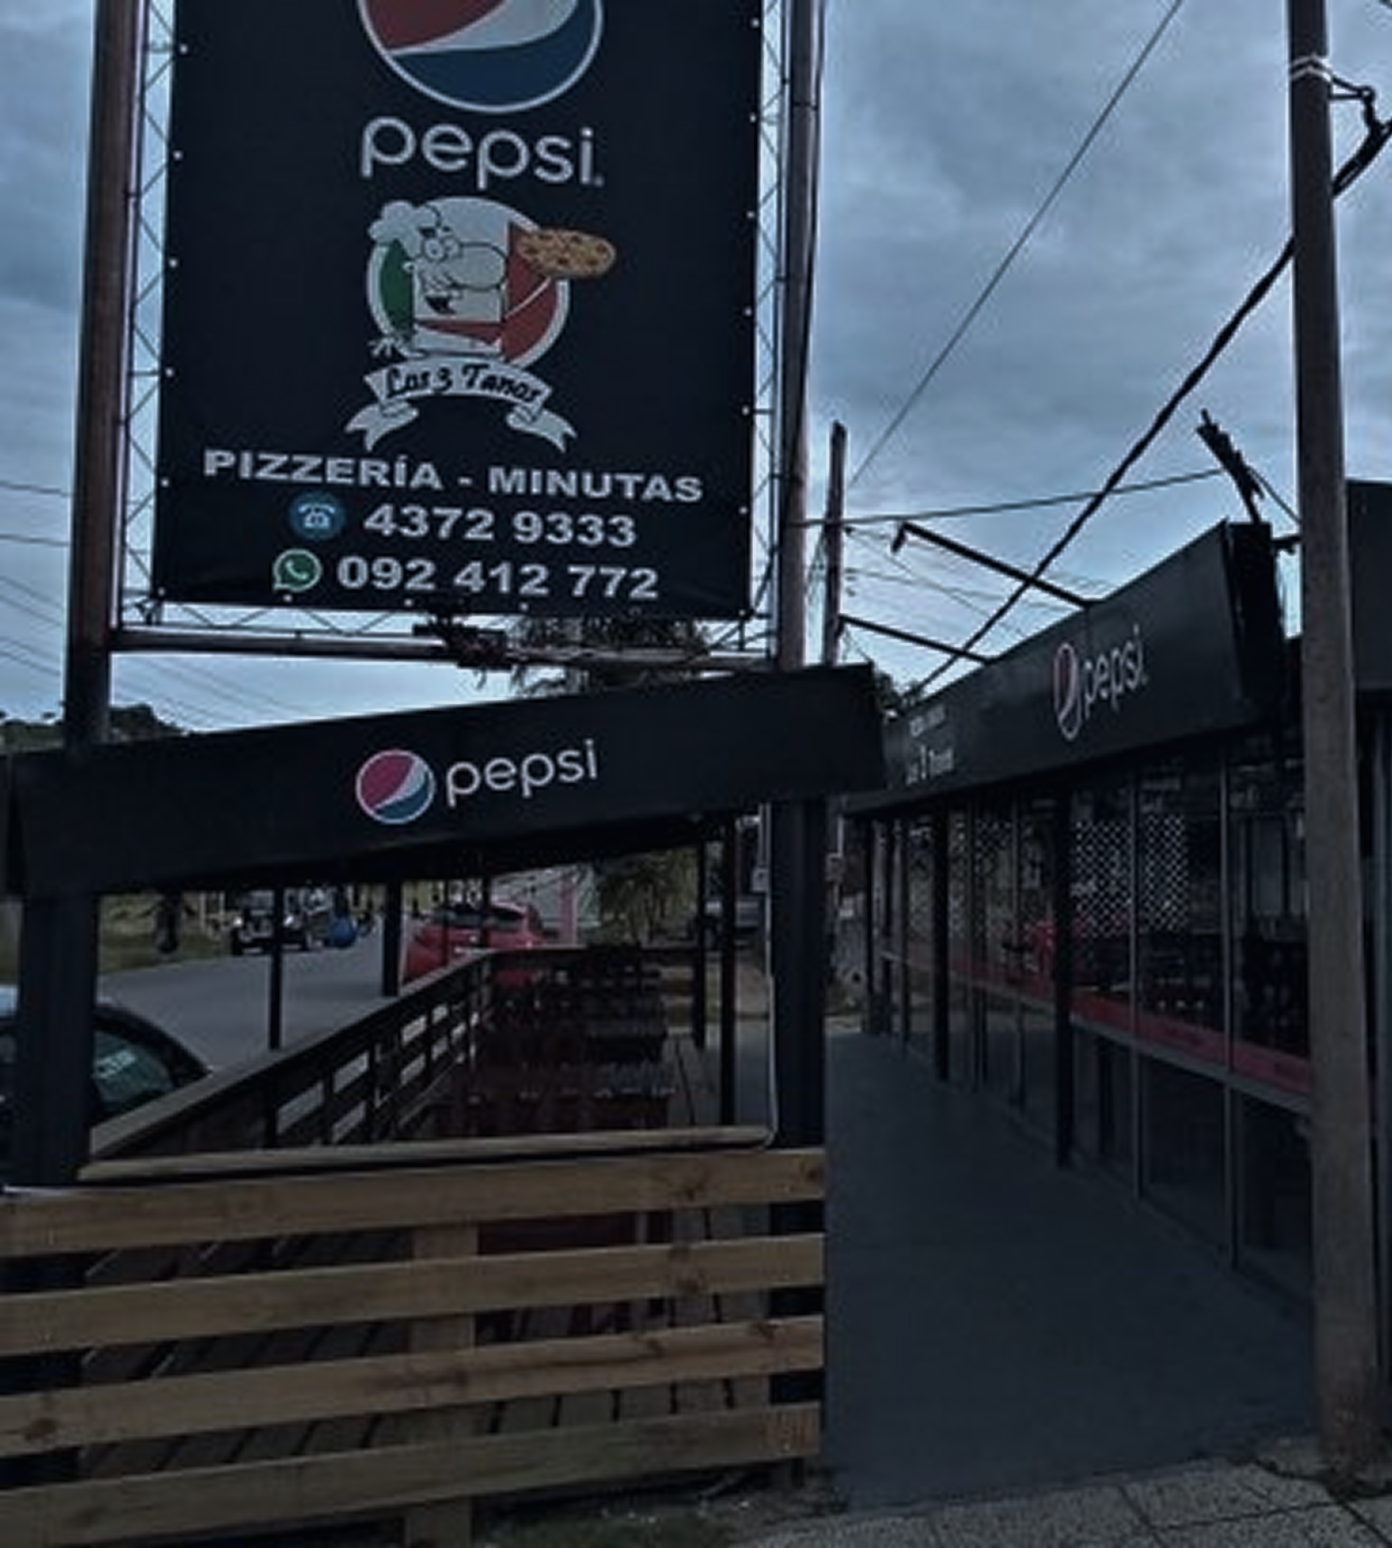 pepsi
Los 3 Tanos
PIZZERÍA - MINUTAS
4372 9333
092 412 772
pepsi
pepsi